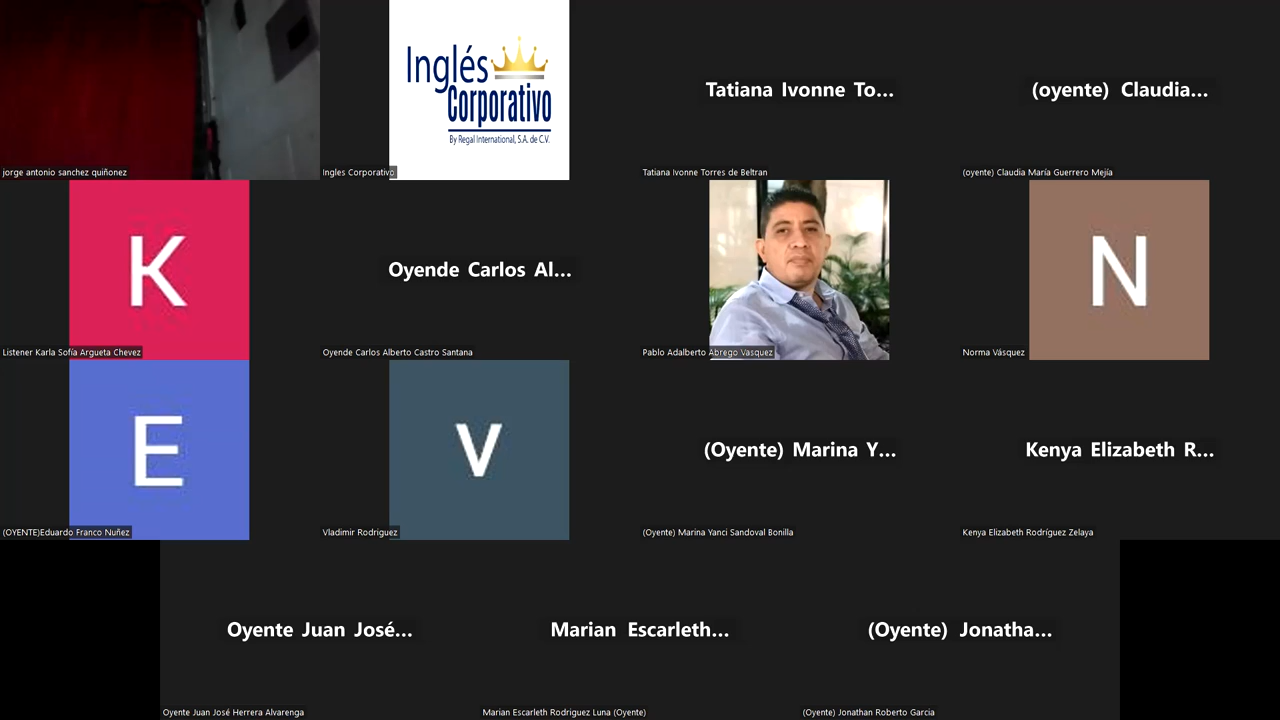 Inglés
Corporativo
By Regal International, S.A. de C.V.
Tatiana Ivonne To...
(oyente) Claudia...
jorge antonio sanchez quiñonez
Ingles Corporativo
Tatiana Ivonne Torres de Beltran
(oyente) Claudia María Guerrero Mejía
K
Oyende Carlos Al...
N
Listener Karla Sofía Argueta Chevez
Oyende Carlos Alberto Castro Santana
Pablo Adalberto Abrego Vasquez
Norma Vásquez
E
V
(Oyente) Marina Y...
Kenya Elizabeth R...
(OYENTE)Eduardo Franco Nuñez
Vladimir Rodriguez
(Oyente) Marina Yanci Sandoval Bonilla
Kenya Elizabeth Rodríguez Zelaya
Oyente Juan José...
Marian Escarleth...
(Oyente) Jonatha...
Oyente Juan José Herrera Alvarenga
Marian Escarleth Rodriguez Luna (Oyente)
(Oyente) Jonathan Roberto Garcia